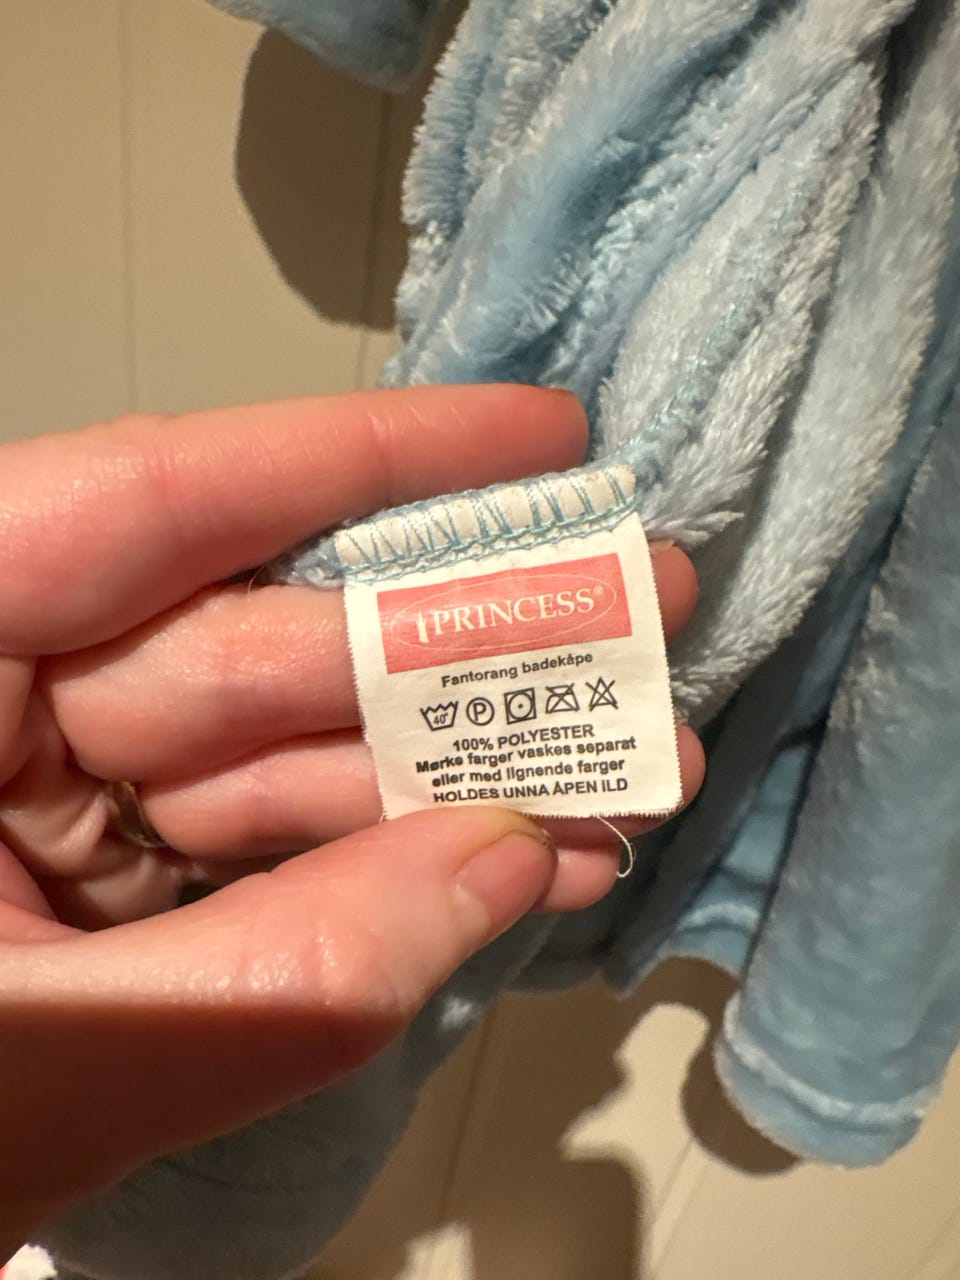 PRINCESS®
Fantorang badekåpe
40° P
100% POLYESTER
Mørke farger vaskes separat
eller med lignende farger
HOLDES UNNA ÅPEN ILD